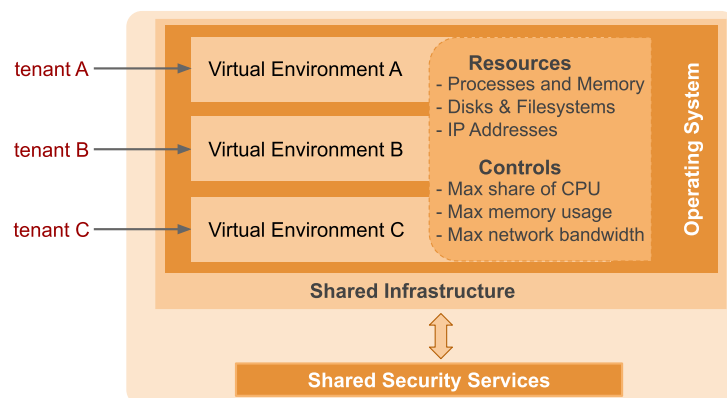 tenant A
Virtual Environment A
tenant B
Virtual Environment B
tenant C
Virtual Environment C
Resources
- Processes and Memory
- Disks & Filesystems
- IP Addresses
Controls
- Max share of CPU
- Max memory usage
- Max network bandwidth
Operating System
Shared Infrastructure
Shared Security Services